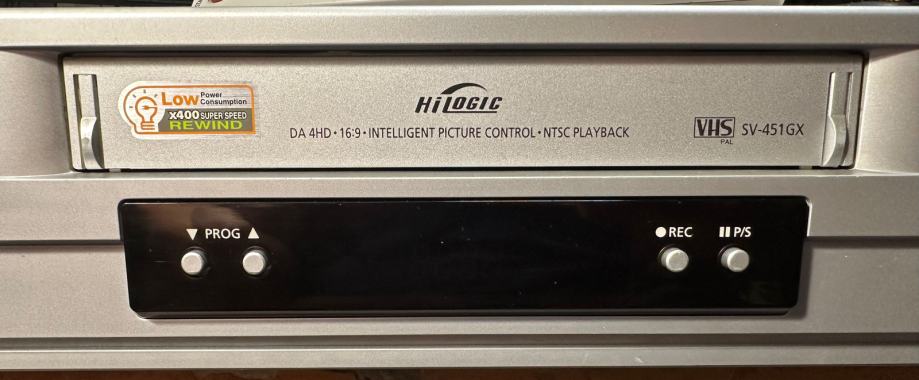 Low Power Consumption
x400 SUPER SPEED
REWIND
HiLOGIC
DA 4HD • 16:9 • INTELLIGENT PICTURE CONTROL • NTSC PLAYBACK
VHS SV-451GX
PAL
▼ PROG ▲
● REC
⏸ P/S